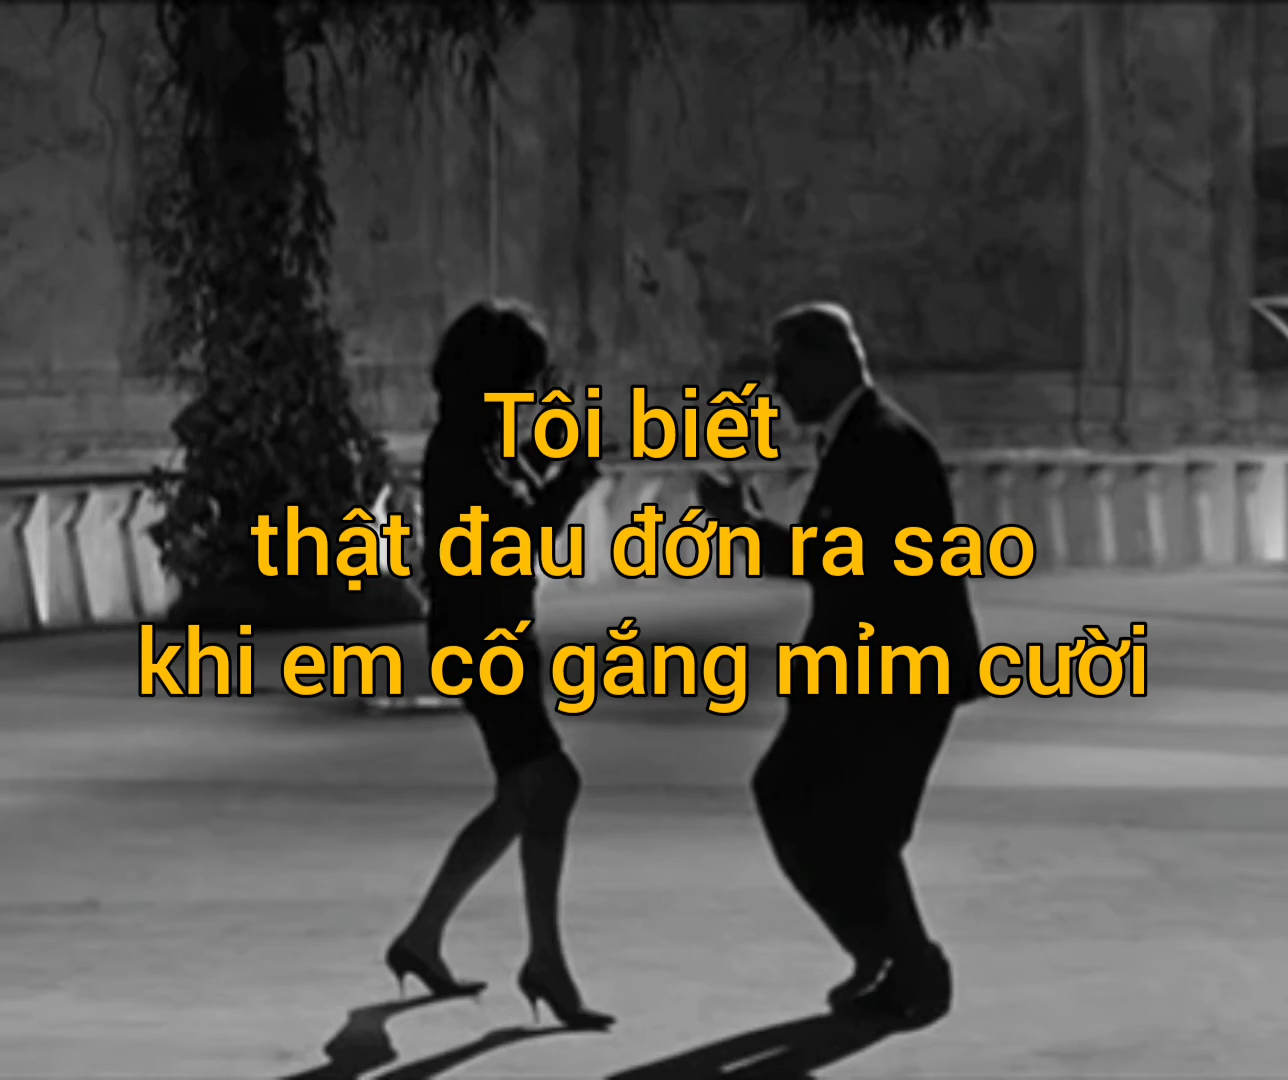 Tôi biết
thật đau đớn ra sao
khi em cố gắng mỉm cười